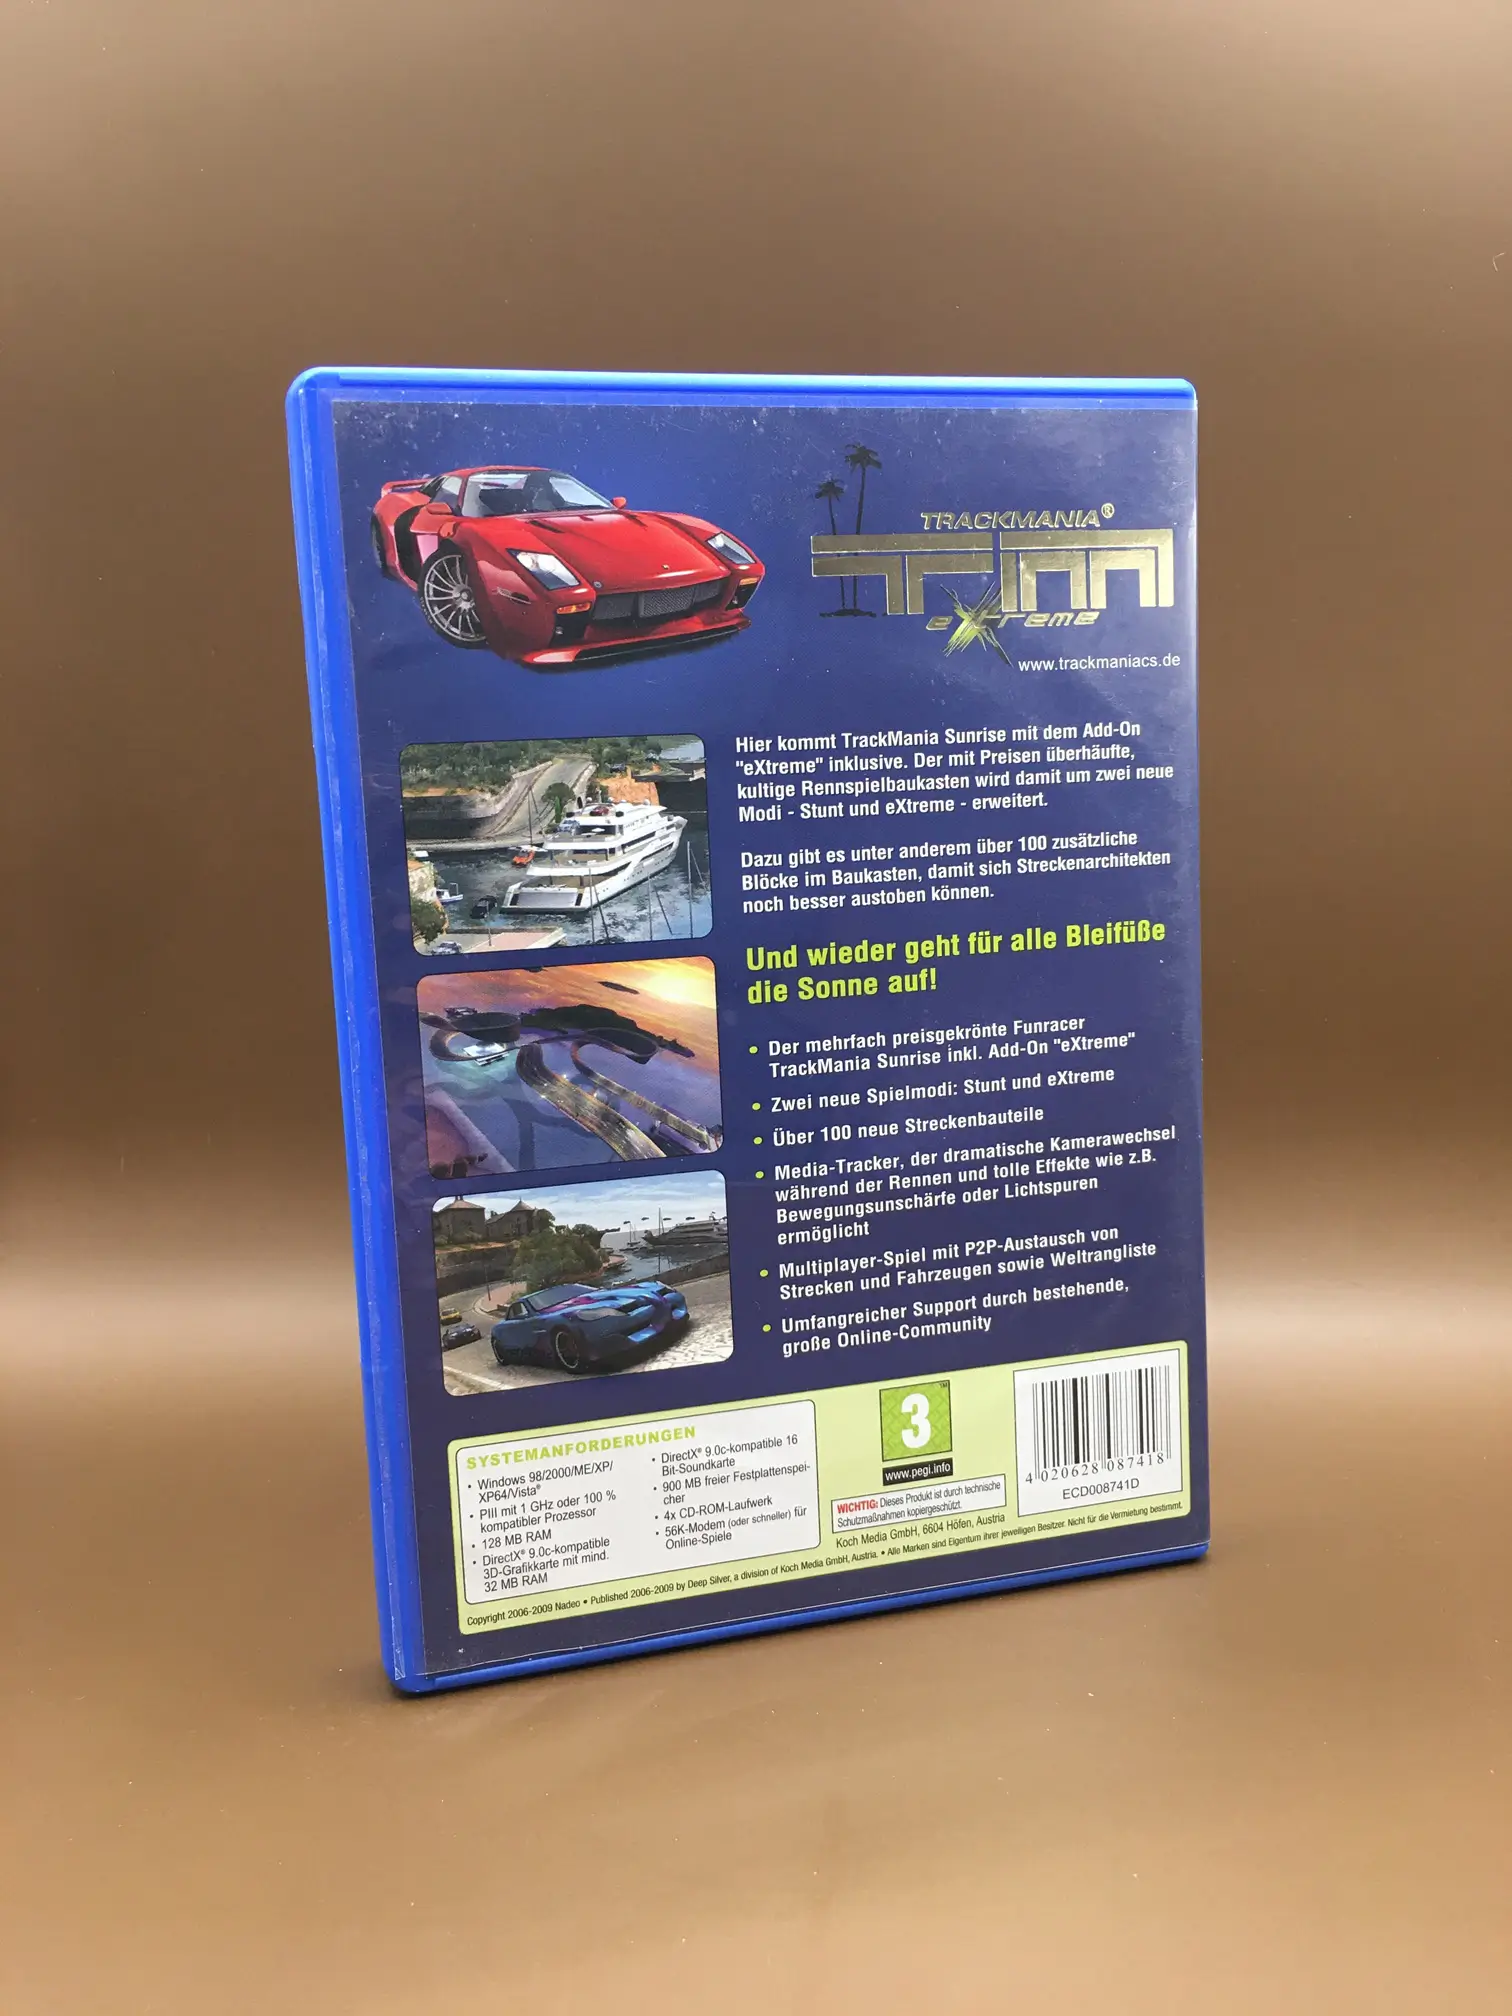 TRACKMANIA®
TM
eXtreme
www.trackmaniacs.de
Hier kommt TrackMania Sunrise mit dem Add-On
"eXtreme" inklusive. Der mit Preisen überhäufte,
kultige Rennspielbaukasten wird damit um zwei neue
Modi - Stunt und eXtreme - erweitert.
Dazu gibt es unter anderem über 100 zusätzliche
Blöcke im Baukasten, damit sich Streckenarchitekten
noch besser austoben können.
Und wieder geht für alle Bleifüße
die Sonne auf!
• Der mehrfach preisgekrönte Funracer
TrackMania Sunrise inkl. Add-On "eXtreme"
• Zwei neue Spielmodi: Stunt und eXtreme
• Über 100 neue Streckenbauteile
• Media-Tracker, der dramatische Kamerawechsel
während der Rennen und tolle Effekte wie z.B.
Bewegungsunschärfe oder Lichtspuren
ermöglicht
• Multiplayer-Spiel mit P2P-Austausch von
Strecken und Fahrzeugen sowie Weltrangliste
• Umfangreicher Support durch bestehende,
große Online-Community
SYSTEMANFORDERUNGEN
• Windows 98/2000/ME/XP/
XP64/Vista®
• PIII mit 1 GHz oder 100 %
kompatibler Prozessor
• 128 MB RAM
• DirectX® 9.0c-kompatible
3D-Grafikkarte mit mind.
32 MB RAM
• DirectX® 9.0c-kompatible 16
Bit-Soundkarte
• 900 MB freier Festplattenspei-
cher
• 4x CD-ROM-Laufwerk
• 56K-Modem (oder schneller) für
Online-Spiele
3
TM
www.pegi.info
WICHTIG: Dieses Produkt ist durch technische
Schutzmaßnahmen kopiergeschützt.
Koch Media GmbH, 6604 Höfen, Austria
4 020628 087418
ECD008741D
Copyright 2006-2009 Nadeo • Published 2006-2009 by Deep Silver, a division of Koch Media GmbH, Austria. • Alle Marken sind Eigentum ihrer jeweiligen Besitzer. Nicht für die Vermietung bestimmt.